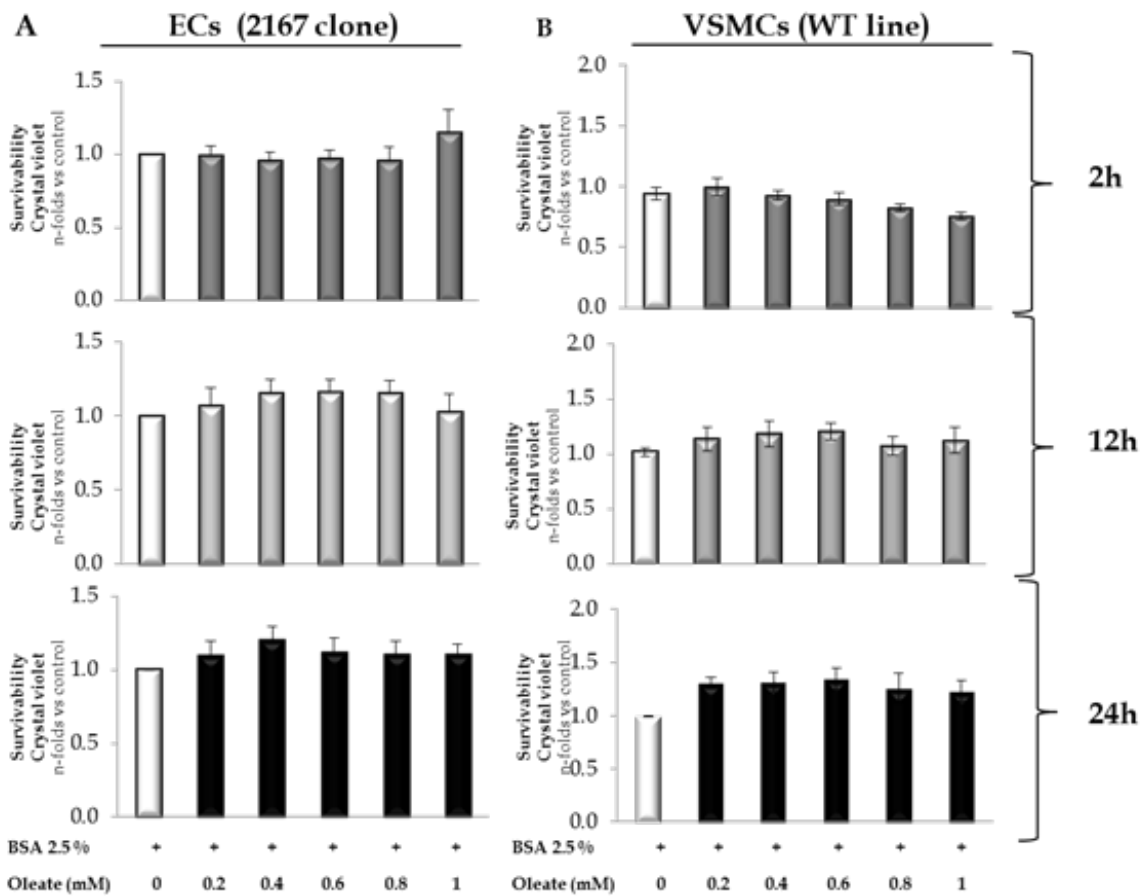 A ECs (2167 clone)
B VSMCs (WT line)
Survivability
Crystal violet
n-folds vs control
1.5
1.0
0.5
0.0
Survivability
Crystal violet
n-folds vs control
2.0
1.5
1.0
0.5
0.0
2h
Survivability
Crystal violet
n-folds vs control
1.5
1.0
0.5
0.0
Survivability
Crystal violet
n-folds vs control
2.0
1.5
1.0
0.5
0.0
12h
Survivability
Crystal violet
n-folds vs control
1.5
1.0
0.5
0.0
Survivability
Crystal violet
n-folds vs control
2.0
1.5
1.0
0.5
0.0
24h
BSA 2.5% + + + + + +
Oleate (mM) 0 0.2 0.4 0.6 0.8 1
BSA 2.5% + + + + + +
Oleate (mM) 0 0.2 0.4 0.6 0.8 1